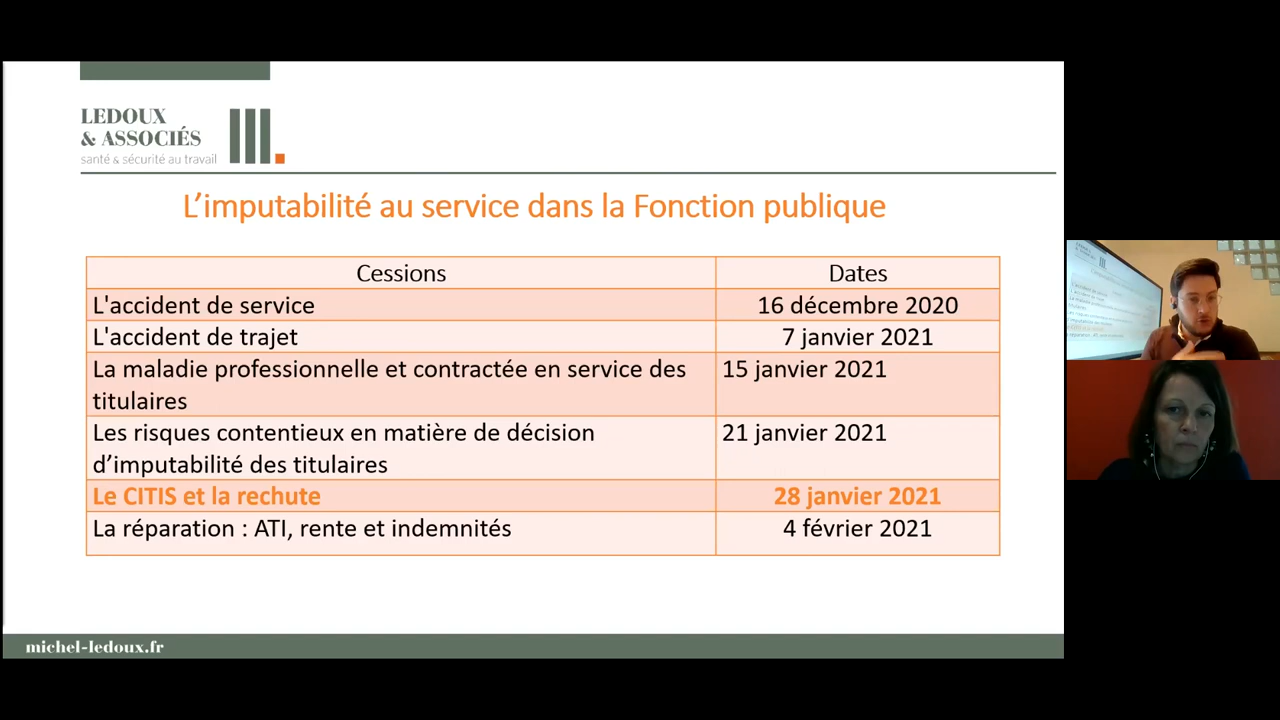 LEDOUX
& ASSOCIÉS
santé & sécurité au travail
L’imputabilité au service dans la Fonction publique
Cessions Dates
L'accident de service 16 décembre 2020
L'accident de trajet 7 janvier 2021
La maladie professionnelle et contractée en service des 15 janvier 2021
titulaires
Les risques contentieux en matière de décision 21 janvier 2021
d’imputabilité des titulaires
Le CITIS et la rechute 28 janvier 2021
La réparation : ATI, rente et indemnités 4 février 2021
michel-ledoux.fr